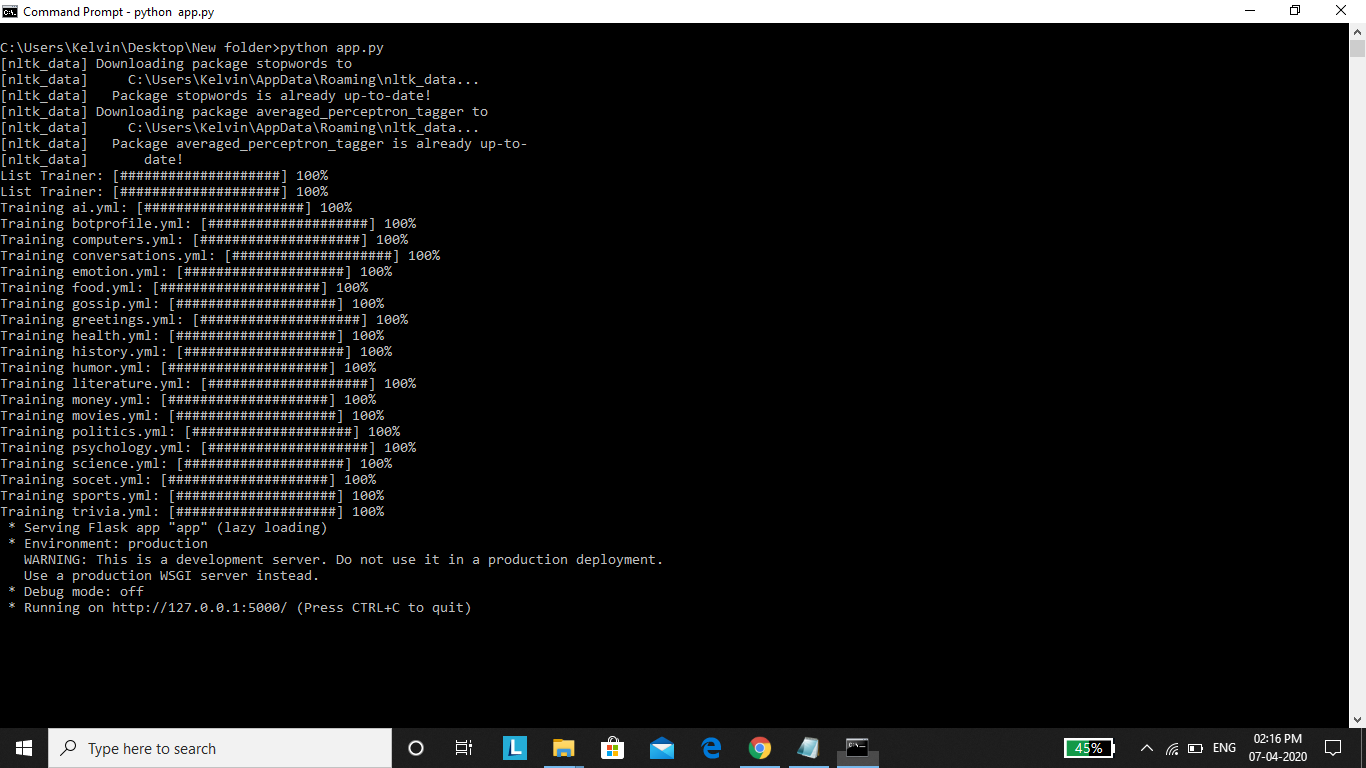 Command Prompt - python  app.py
C:\Users\Kelvin\Desktop\New folder>python app.py
[nltk_data] Downloading package stopwords to
[nltk_data]     C:\Users\Kelvin\AppData\Roaming\nltk_data...
[nltk_data]   Package stopwords is already up-to-date!
[nltk_data] Downloading package averaged_perceptron_tagger to
[nltk_data]     C:\Users\Kelvin\AppData\Roaming\nltk_data...
[nltk_data]   Package averaged_perceptron_tagger is already up-to-
[nltk_data]       date!
List Trainer: [####################] 100%
List Trainer: [####################] 100%
Training ai.yml: [####################] 100%
Training botprofile.yml: [####################] 100%
Training computers.yml: [####################] 100%
Training conversations.yml: [####################] 100%
Training emotion.yml: [####################] 100%
Training food.yml: [####################] 100%
Training gossip.yml: [####################] 100%
Training greetings.yml: [####################] 100%
Training health.yml: [####################] 100%
Training history.yml: [####################] 100%
Training humor.yml: [####################] 100%
Training literature.yml: [####################] 100%
Training money.yml: [####################] 100%
Training movies.yml: [####################] 100%
Training politics.yml: [####################] 100%
Training psychology.yml: [####################] 100%
Training science.yml: [####################] 100%
Training socet.yml: [####################] 100%
Training sports.yml: [####################] 100%
Training trivia.yml: [####################] 100%
 * Serving Flask app "app" (lazy loading)
 * Environment: production
   WARNING: This is a development server. Do not use it in a production deployment.
   Use a production WSGI server instead.
 * Debug mode: off
 * Running on http://127.0.0.1:5000/ (Press CTRL+C to quit)
Type here to search
L
45%
ENG
02:16 PM
07-04-2020